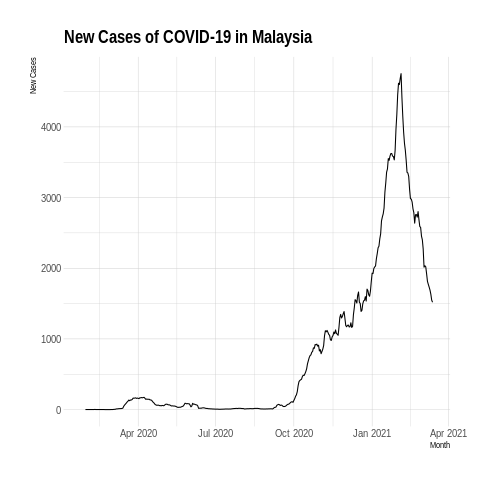 New Cases of COVID-19 in Malaysia
New Cases
4000
3000
2000
1000
0
Apr 2020 Jul 2020 Oct 2020 Jan 2021 Apr 2021
Month